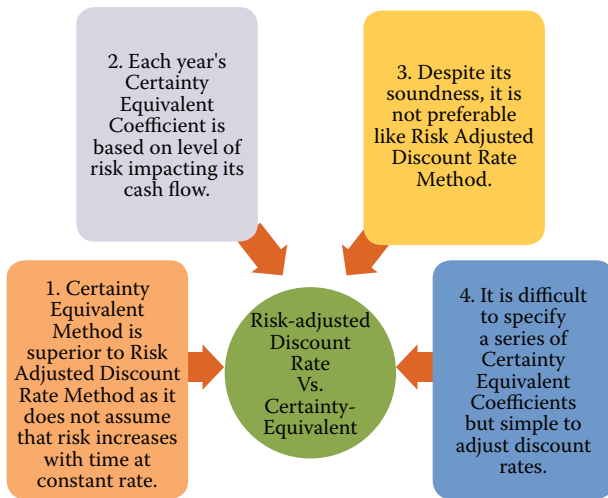 1. Certainty
Equivalent
Method is
superior to Risk
Adjusted Discount
Rate Method as it
does not assume
that risk increases
with time at
constant rate.
2. Each year's
Certainty
Equivalent
Coefficient is
based on level of
risk impacting its
cash flow.
3. Despite its
soundness, it is
not preferable
like Risk Adjusted
Discount Rate
Method.
4. It is difficult
to specify
a series of
Certainty
Equivalent
Coefficients
but simple to
adjust discount
rates.
Risk-adjusted
Discount
Rate
Vs.
Certainty-
Equivalent